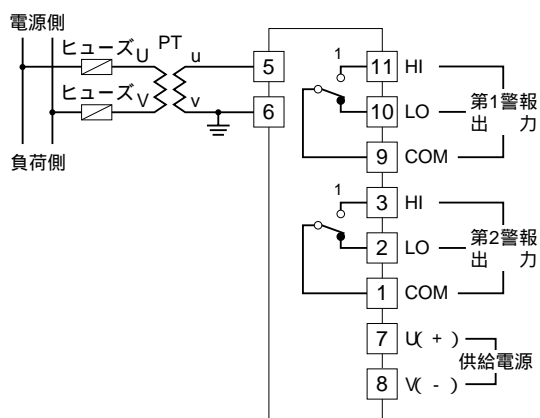 電源側
ヒューズ U PT u
ヒューズ V v
負荷側
5
6
1
11 HI
10 LO
9 COM
第1警報
出 力
1
3 HI
2 LO
1 COM
第2警報
出 力
7 U( + )
8 V( - )
供給電源